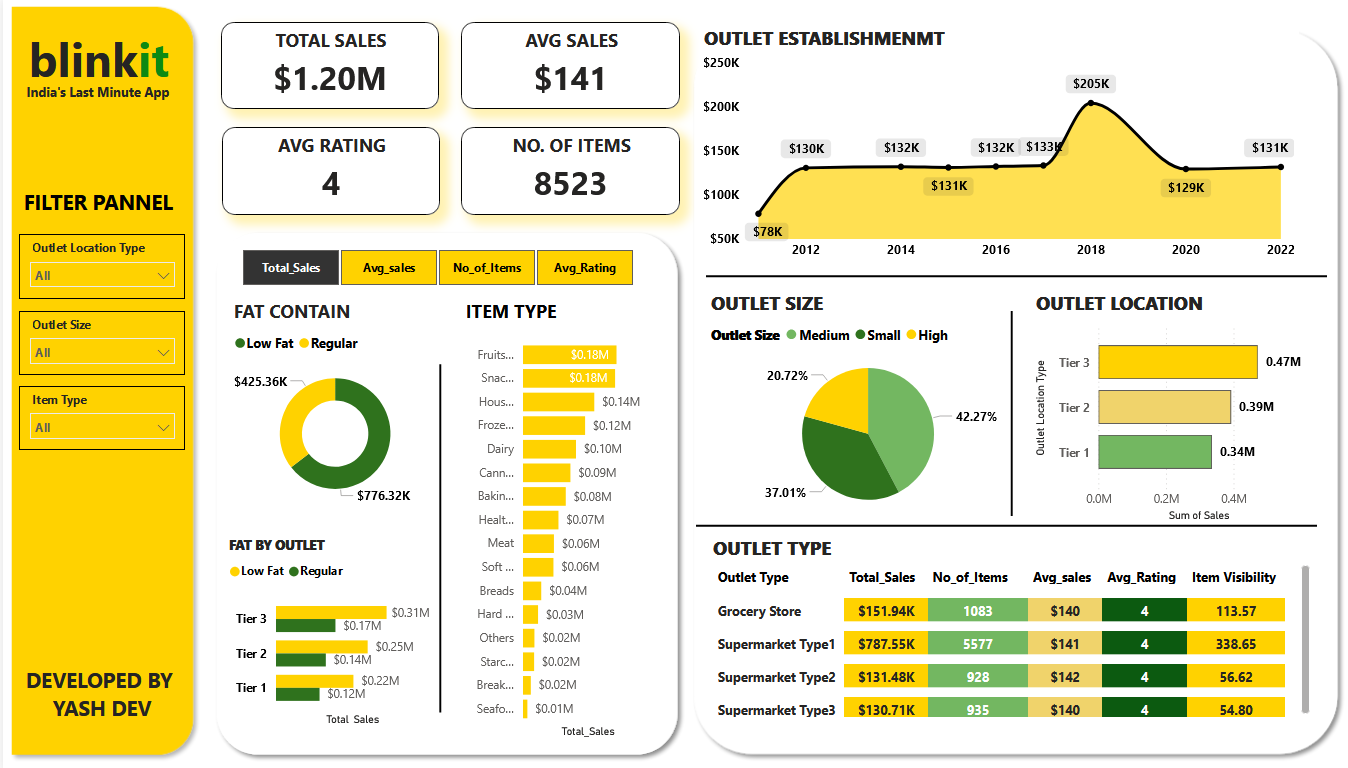 blinkit
India's Last Minute App
FILTER PANNEL
Outlet Location Type
All
Outlet Size
All
Item Type
All
DEVELOPED BY
YASH DEV
TOTAL SALES
$1.20M
AVG SALES
$141
AVG RATING
4
NO. OF ITEMS
8523
Total_Sales Avg_sales No_of_Items Avg_Rating
FAT CONTAIN
Low Fat Regular
$425.36K
$776.32K
FAT BY OUTLET
Low Fat Regular
Tier 3 $0.31M
$0.17M
Tier 2 $0.25M
$0.14M
Tier 1 $0.22M
$0.12M
Total Sales
ITEM TYPE
Fruits... $0.18M
Snac... $0.18M
Hous... $0.14M
Froze... $0.12M
Dairy $0.10M
Cann... $0.09M
Bakin... $0.08M
Healt... $0.07M
Meat $0.06M
Soft ... $0.06M
Breads $0.04M
Hard ... $0.03M
Others $0.02M
Starc... $0.02M
Break... $0.02M
Seafo... $0.01M
Total_Sales
OUTLET ESTABLISHMENMT
$250K
$200K
$150K
$100K
$50K
$78K $130K $132K $131K $132K $133K $205K $129K $131K
2012 2014 2016 2018 2020 2022
OUTLET SIZE
Outlet Size Medium Small High
20.72%
42.27%
37.01%
OUTLET LOCATION
Outlet Location Type
Tier 3 0.47M
Tier 2 0.39M
Tier 1 0.34M
0.0M 0.2M 0.4M
Sum of Sales
OUTLET TYPE
Outlet Type Total_Sales No_of_Items Avg_sales Avg_Rating Item Visibility
Grocery Store $151.94K 1083 $140 4 113.57
Supermarket Type1 $787.55K 5577 $141 4 338.65
Supermarket Type2 $131.48K 928 $142 4 56.62
Supermarket Type3 $130.71K 935 $140 4 54.80